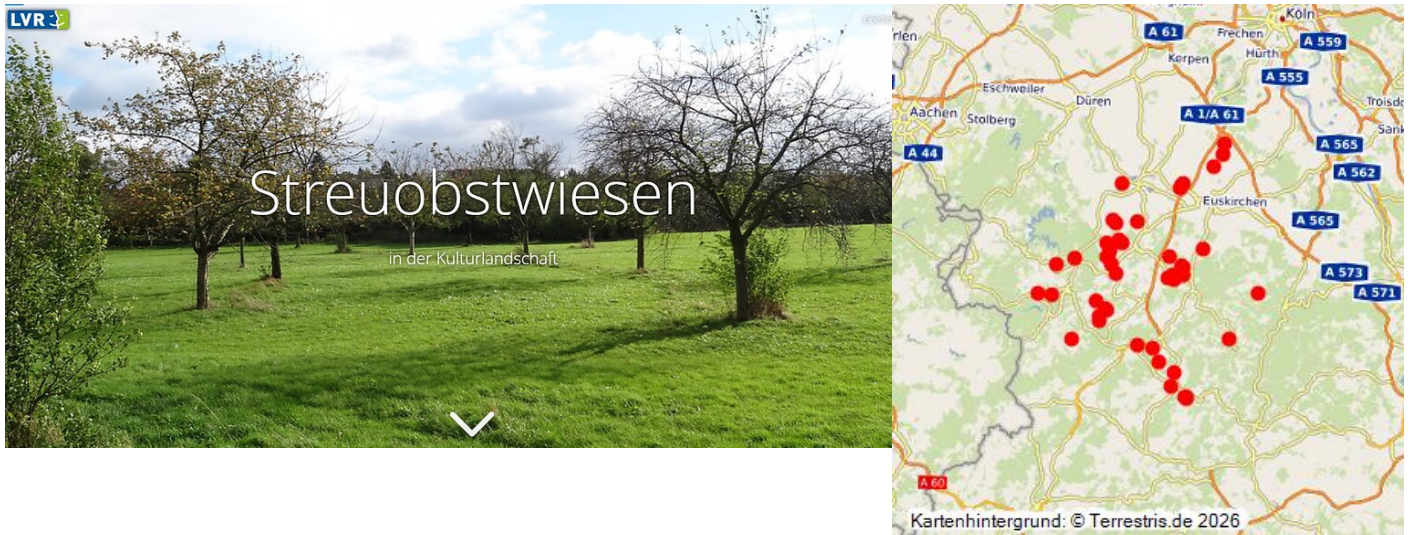 LVR
Streuobstwiesen
in der Kulturlandschaft
Köln
A 61
Frechen
A 559
Hürth
Kerpen
A 555
Eschweiler
Düren
Aachen
Stolberg
A 1/A 61
Troisdo
Sank
A 565
A 44
A 562
Euskirchen
A 565
A 573
A 571
A 60
Kartenhintergrund: © Terrestris.de 2026